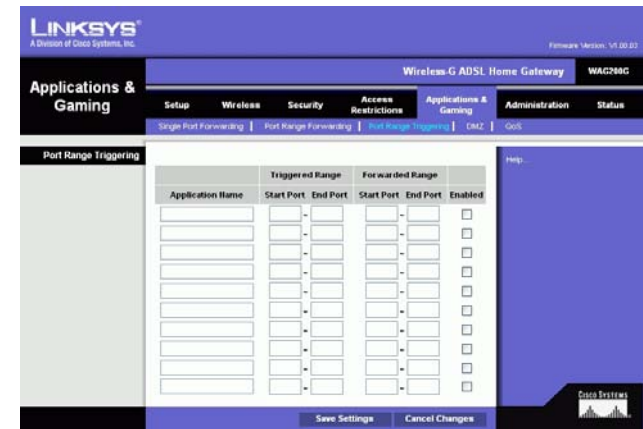 LINKSYS®
A Division of Cisco Systems, Inc.
Firmware Version: V1.00.03
Wireless-G ADSL Home Gateway WAG200G
Applications & Gaming
Setup Wireless Security Access Restrictions Applications & Gaming Administration Status
Single Port Forwarding | Port Range Forwarding | Port Range Triggering | DMZ | QoS
Port Range Triggering
Help...
Triggered Range Forwarded Range
Application Name Start Port End Port Start Port End Port Enabled
-  -
-  -
-  -
-  -
-  -
-  -
-  -
-  -
-  -
-  -
Save Settings Cancel Changes
CISCO SYSTEMS